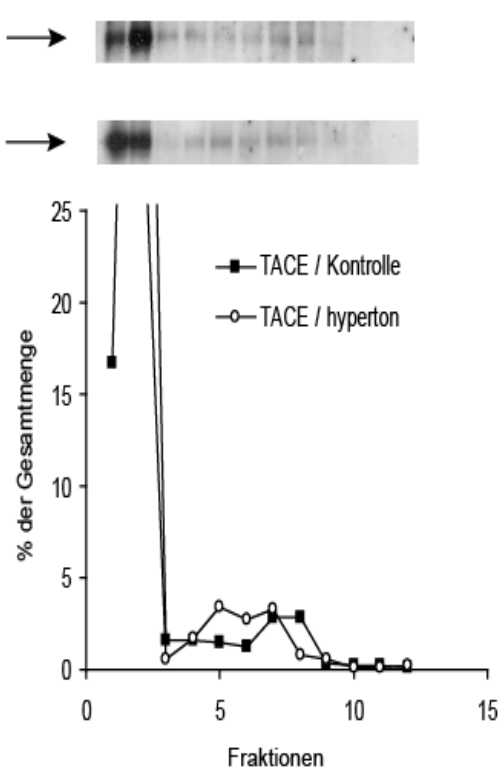 25
TACE / Kontrolle
20
TACE / hyperton
15
10
5
0
% der Gesamtmenge
0 5 10 15
Fraktionen